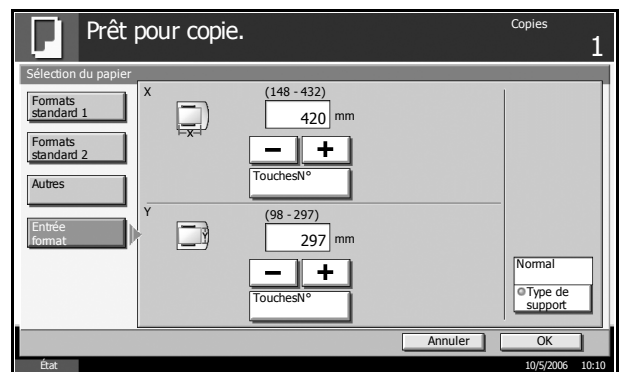 Prêt pour copie.
Copies
1
Sélection du papier
Formats
standard 1
Formats
standard 2
Autres
Entrée
format
X
(148 - 432)
X
420 mm
− +
TouchesN°
Y
(98 - 297)
Y
297 mm
− +
TouchesN°
Normal
Type de
support
Annuler
OK
État
10/5/2006 10:10